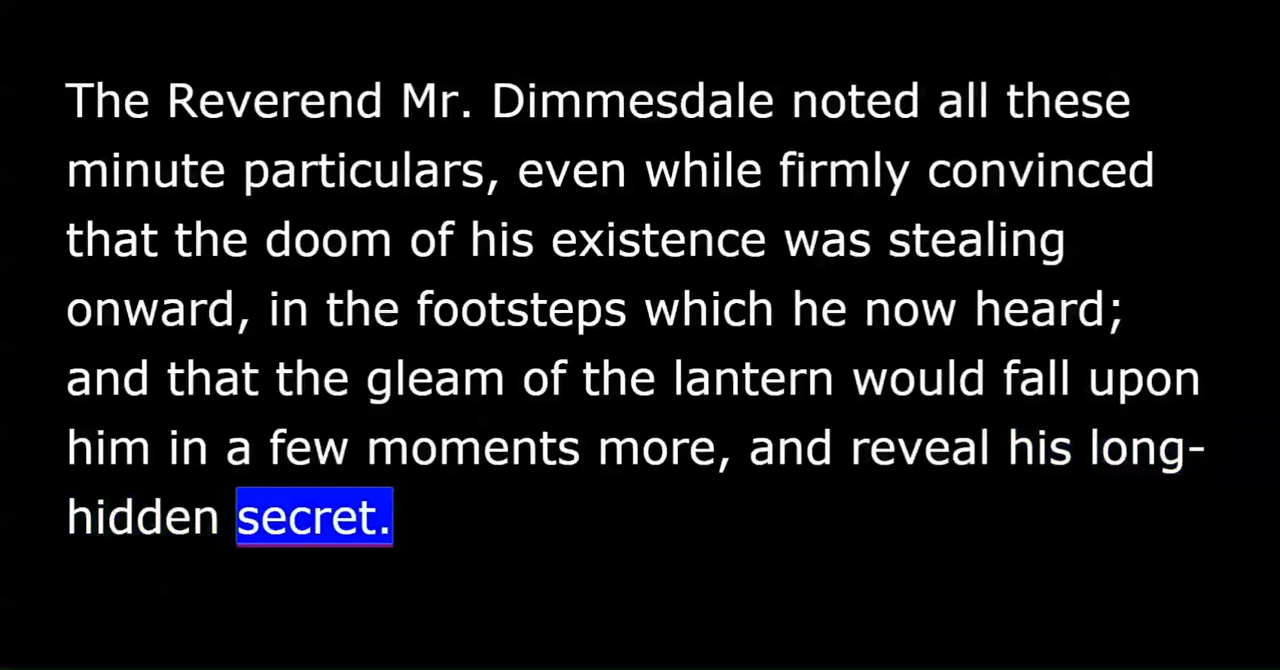 The Reverend Mr. Dimmesdale noted all these
minute particulars, even while firmly convinced
that the doom of his existence was stealing
onward, in the footsteps which he now heard;
and that the gleam of the lantern would fall upon
him in a few moments more, and reveal his long-
hidden secret.